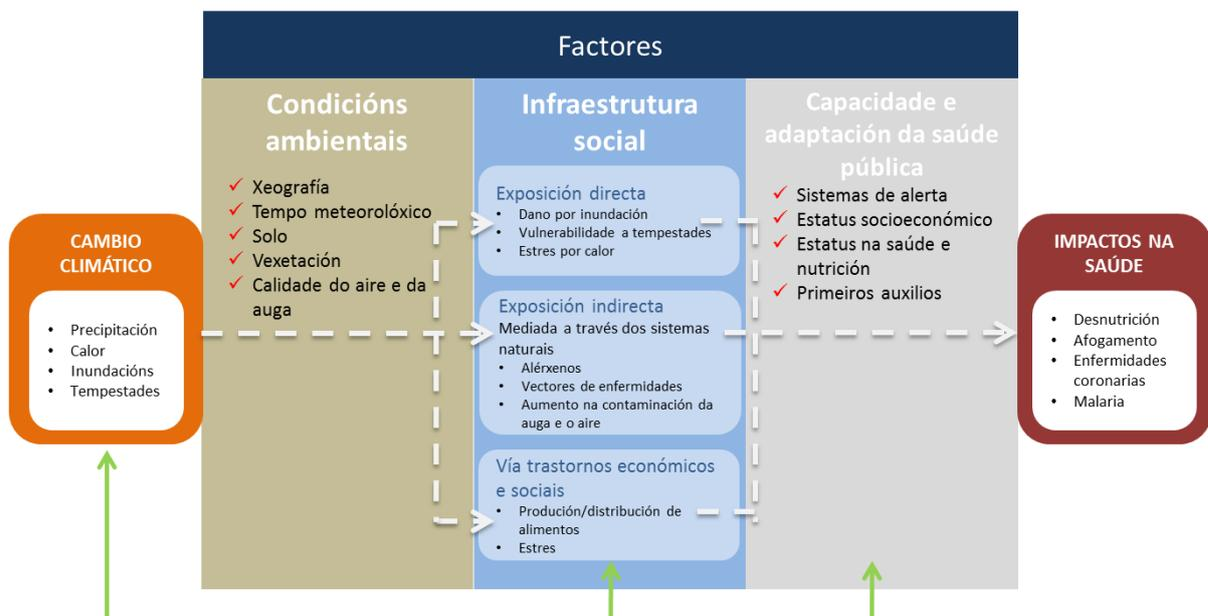 Factores
Condicións
ambientais
Xeografía
Tempo meteorolóxico
Solo
Vexetación
Calidade do aire e da
auga
Infraestrutura
social
Exposición directa
Dano por inundación
Vulnerabilidade a tempestades
Estres por calor
Exposición indirecta
Mediada a través dos sistemas
naturais
Alérxenos
Vectores de enfermidades
Aumento na contaminación da
auga e o aire
Vía trastornos económicos
e sociais
Produción/distribución de
alimentos
Estres
Capacidade e
adaptación da saúde
pública
Sistemas de alerta
Estatus socioeconómico
Estatus na saúde e
nutrición
Primeiros auxilios
CAMBIO
CLIMÁTICO
Precipitación
Calor
Inundacións
Tempestades
IMPACTOS NA
SAÚDE
Desnutrición
Afogamento
Enfermidades
coronarias
Malaria